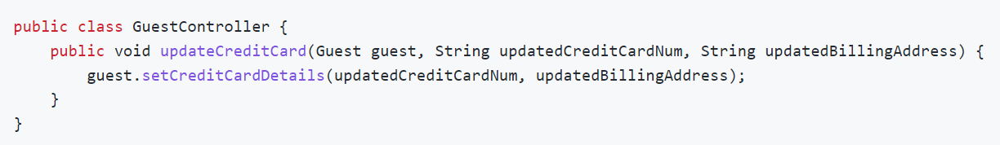 public class GuestController {
    public void updateCreditCard(Guest guest, String updatedCreditCardNum, String updatedBillingAddress) {
        guest.setCreditCardDetails(updatedCreditCardNum, updatedBillingAddress);
    }
}